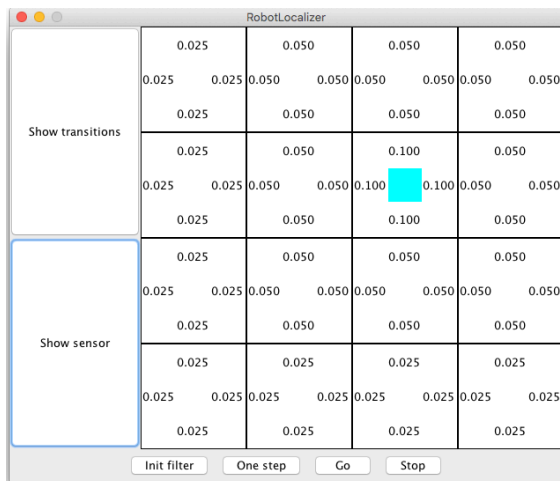 RobotLocalizer
Show transitions
Show sensor
0.025 0.050 0.050 0.050
0.025 0.025 0.050 0.050 0.050 0.050 0.050 0.050
0.025 0.050 0.050 0.050
0.025 0.050 0.100 0.050
0.025 0.025 0.050 0.050 0.100 0.100 0.050 0.050
0.025 0.050 0.100 0.050
0.025 0.050 0.050 0.050
0.025 0.025 0.050 0.050 0.050 0.050 0.050 0.050
0.025 0.050 0.050 0.050
0.025 0.025 0.025 0.025
0.025 0.025 0.025 0.025 0.025 0.025 0.025 0.025
0.025 0.025 0.025 0.025
Init filter One step Go Stop